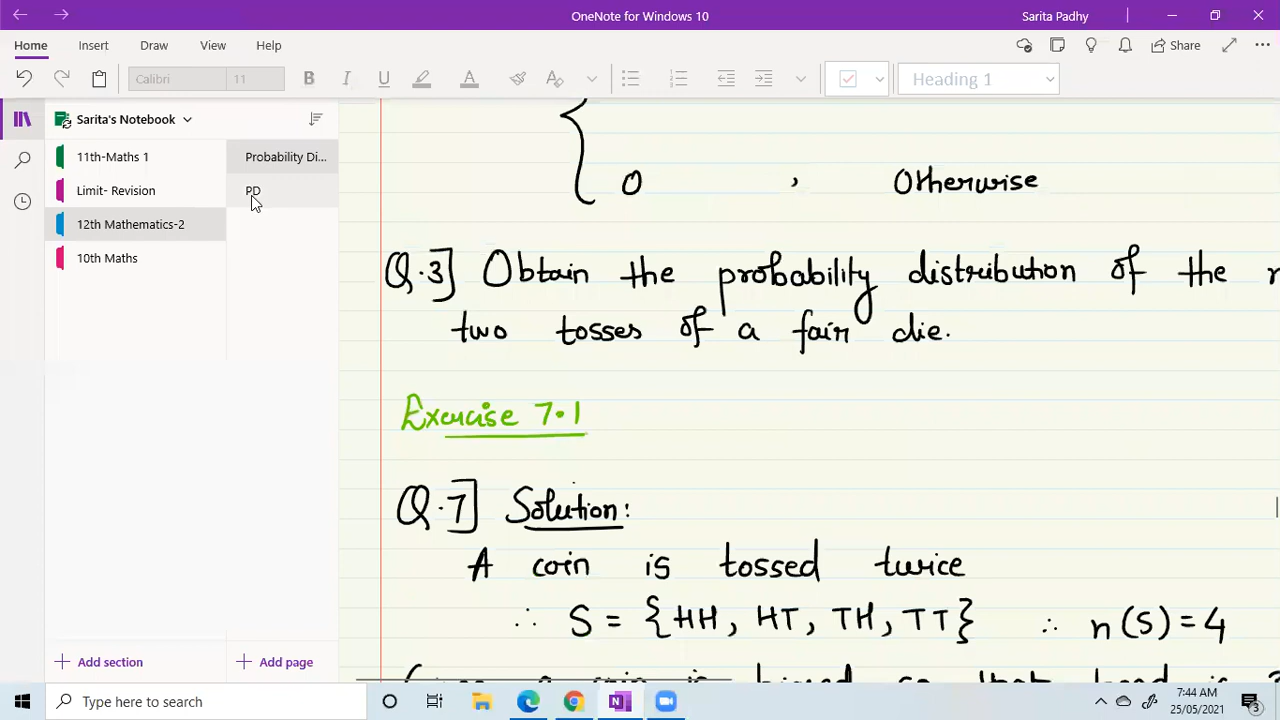 OneNote for Windows 10
Sarita Padhy
Home Insert Draw View Help
Share
Calibri 11 B I U A Heading 1
Sarita's Notebook
11th-Maths 1
Limit- Revision
12th Mathematics-2
10th Maths
Probability Di...
PD
0 , Otherwise
Q.3] Obtain the probability distribution of the
two tosses of a fair die.
Exercise 7.1
Q.7] Solution:
A coin is tossed twice
∴ S = {HH, HT, TH, TT} ∴ n(S) = 4
Add section
Add page
Type here to search
7:44 AM
25/05/2021
3